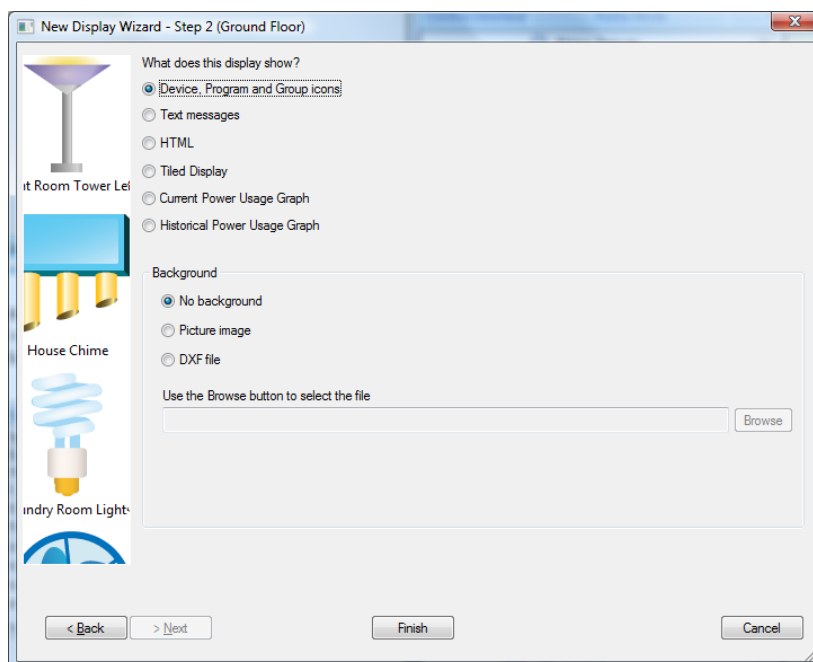 New Display Wizard - Step 2 (Ground Floor)
What does this display show?
Device, Program and Group icons
Text messages
HTML
Tiled Display
Current Power Usage Graph
Historical Power Usage Graph
Background
No background
Picture image
DXF file
Use the Browse button to select the file
Browse
t Room Tower Le
House Chime
ndry Room Light
< Back
> Next
Finish
Cancel